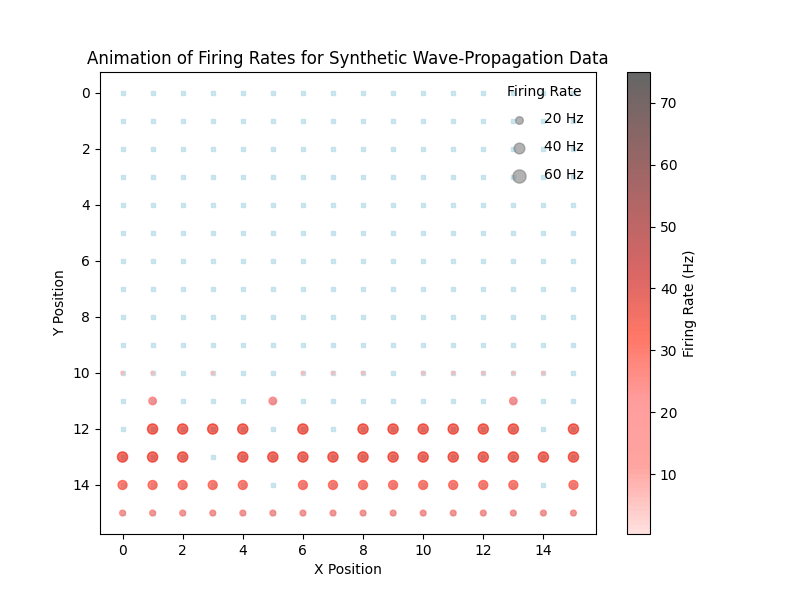 Animation of Firing Rates for Synthetic Wave-Propagation Data
Firing Rate
20 Hz
40 Hz
60 Hz
0
2
4
6
8
10
12
14
Y Position
0 2 4 6 8 10 12 14
X Position
70
60
50
40
30
20
10
Firing Rate (Hz)